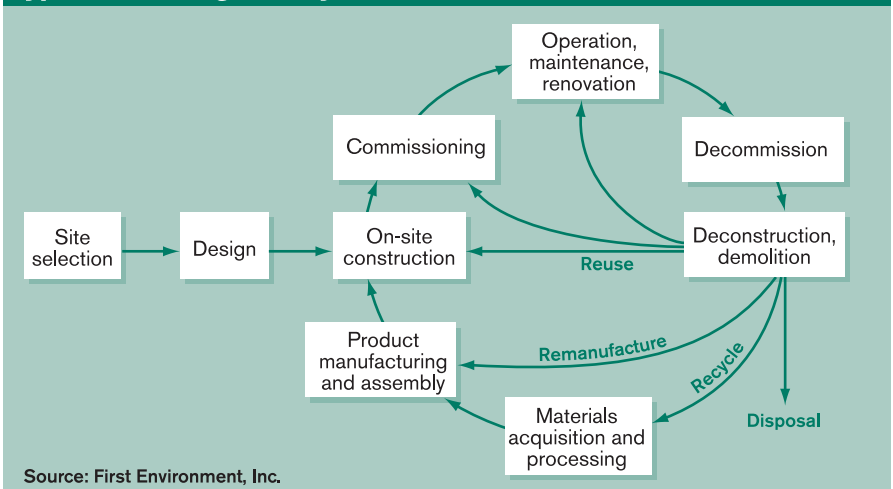 Operation,
maintenance,
renovation
Commissioning
Decommission
Site
selection
Design
On-site
construction
Deconstruction,
demolition
Reuse
Product
manufacturing
and assembly
Remanufacture
Recycle
Materials
acquisition and
processing
Disposal
Source: First Environment, Inc.